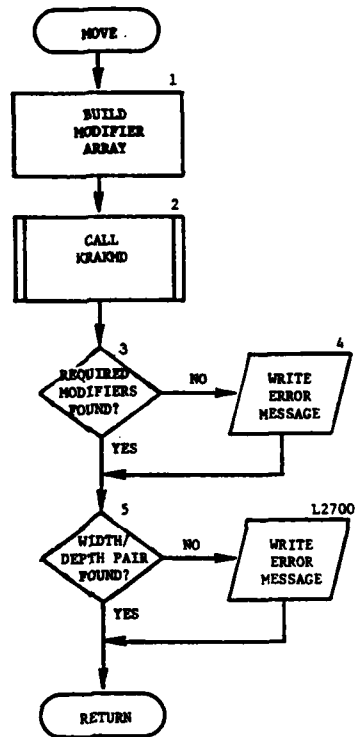 MOVE
1
BUILD
MODIFIER
ARRAY
2
CALL
KRAKMD
3
REQUIRED
MODIFIERS
FOUND?
NO
4
WRITE
ERROR
MESSAGE
YES
5
WIDTH/
DEPTH PAIR
FOUND?
NO
L2700
WRITE
ERROR
MESSAGE
YES
RETURN